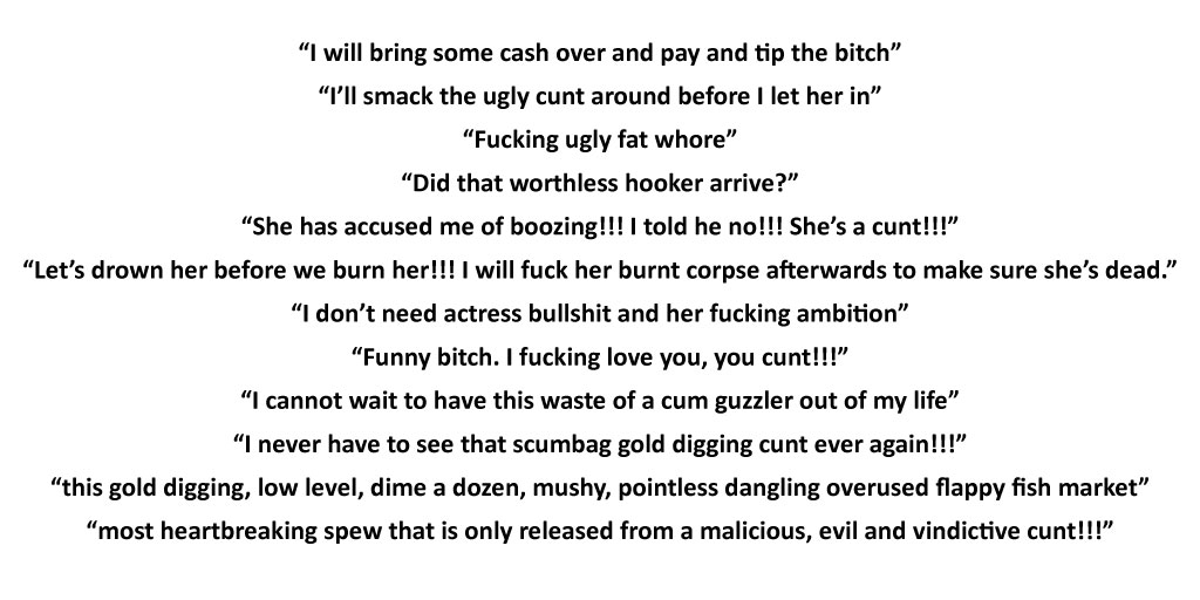 “I will bring some cash over and pay and tip the bitch”
“I’ll smack the ugly cunt around before I let her in”
“Fucking ugly fat whore”
“Did that worthless hooker arrive?”
“She has accused me of boozing!!! I told he no!!! She’s a cunt!!!”
“Let’s drown her before we burn her!!! I will fuck her burnt corpse afterwards to make sure she’s dead.”
“I don’t need actress bullshit and her fucking ambition”
“Funny bitch. I fucking love you, you cunt!!!”
“I cannot wait to have this waste of a cum guzzler out of my life”
“I never have to see that scumbag gold digging cunt ever again!!!”
“this gold digging, low level, dime a dozen, mushy, pointless dangling overused flappy fish market”
“most heartbreaking spew that is only released from a malicious, evil and vindictive cunt!!!”